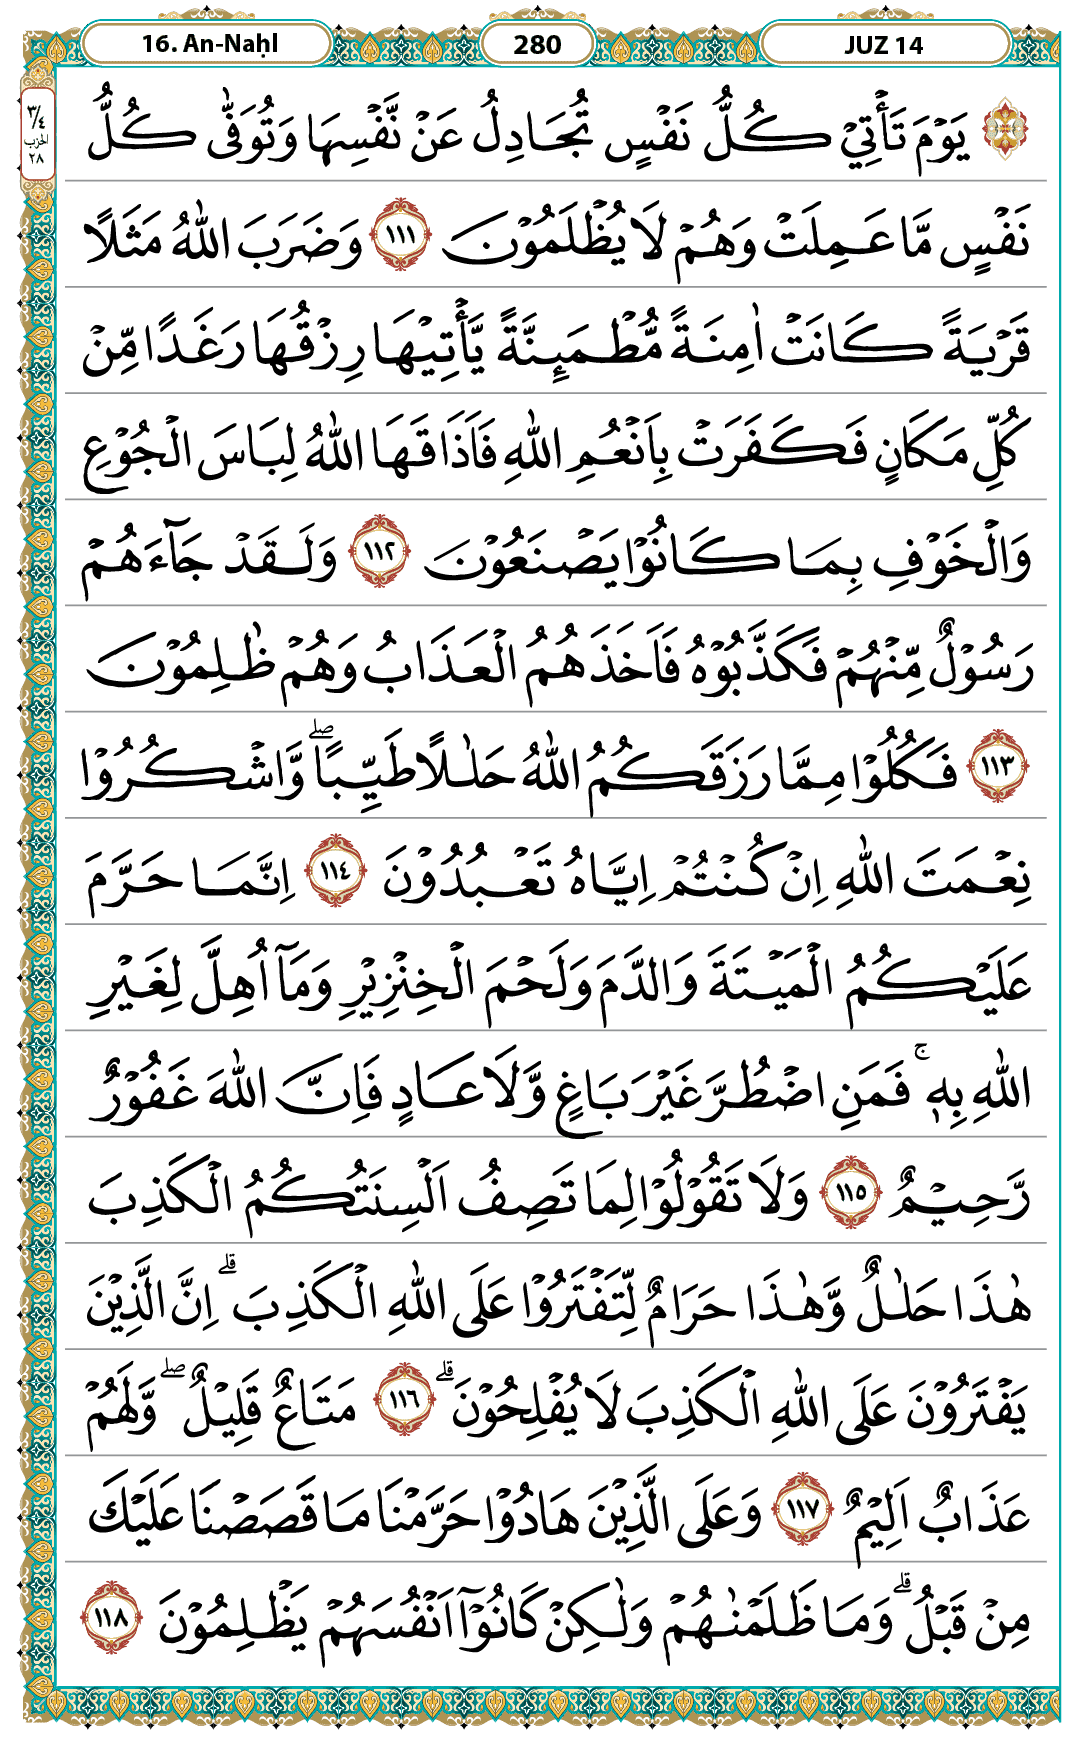 16. An-Naḥl
280
JUZ 14
٣/٤
الحزب
٢٨
۞ يَوْمَ تَأْتِيْ كُلُّ نَفْسٍ تُجَادِلُ عَنْ نَّفْسِهَا وَتُوَفّٰى كُلُّ
نَفْسٍ مَّا عَمِلَتْ وَهُمْ لَا يُظْلَمُوْنَ ١١١ وَضَرَبَ اللّٰهُ مَثَلًا
قَرْيَةً كَانَتْ اٰمِنَةً مُّطْمَىِٕنَّةً يَّأْتِيْهَا رِزْقُهَا رَغَدًا مِّنْ
كُلِّ مَكَانٍ فَكَفَرَتْ بِاَنْعُمِ اللّٰهِ فَاَذَاقَهَا اللّٰهُ لِبَاسَ الْجُوْعِ
وَالْخَوْفِ بِمَا كَانُوْا يَصْنَعُوْنَ ١١٢ وَلَقَدْ جَاۤءَهُمْ
رَسُوْلٌ مِّنْهُمْ فَكَذَّبُوْهُ فَاَخَذَهُمُ الْعَذَابُ وَهُمْ ظٰلِمُوْنَ
١١٣ فَكُلُوْا مِمَّا رَزَقَكُمُ اللّٰهُ حَلٰلًا طَيِّبًاۖ وَّاشْكُرُوْا
نِعْمَتَ اللّٰهِ اِنْ كُنْتُمْ اِيَّاهُ تَعْبُدُوْنَ ١١٤ اِنَّمَا حَرَّمَ
عَلَيْكُمُ الْمَيْتَةَ وَالدَّمَ وَلَحْمَ الْخِنْزِيْرِ وَمَآ اُهِلَّ لِغَيْرِ
اللّٰهِ بِهٖۚ فَمَنِ اضْطُرَّ غَيْرَ بَاغٍ وَّلَا عَادٍ فَاِنَّ اللّٰهَ غَفُوْرٌ
رَّحِيْمٌ ١١٥ وَلَا تَقُوْلُوْا لِمَا تَصِفُ اَلْسِنَتُكُمُ الْكَذِبَ
هٰذَا حَلٰلٌ وَّهٰذَا حَرَامٌ لِّتَفْتَرُوْا عَلَى اللّٰهِ الْكَذِبَۗ اِنَّ الَّذِيْنَ
يَفْتَرُوْنَ عَلَى اللّٰهِ الْكَذِبَ لَا يُفْلِحُوْنَۗ ١١٦ مَتَاعٌ قَلِيْلٌۖ وَّلَهُمْ
عَذَابٌ اَلِيْمٌ ١١٧ وَعَلَى الَّذِيْنَ هَادُوْا حَرَّمْنَا مَا قَصَصْنَا عَلَيْكَ
مِنْ قَبْلُۗ وَمَا ظَلَمْنٰهُمْ وَلٰكِنْ كَانُوْٓا اَنْفُسَهُمْ يَظْلِمُوْنَ ١١٨